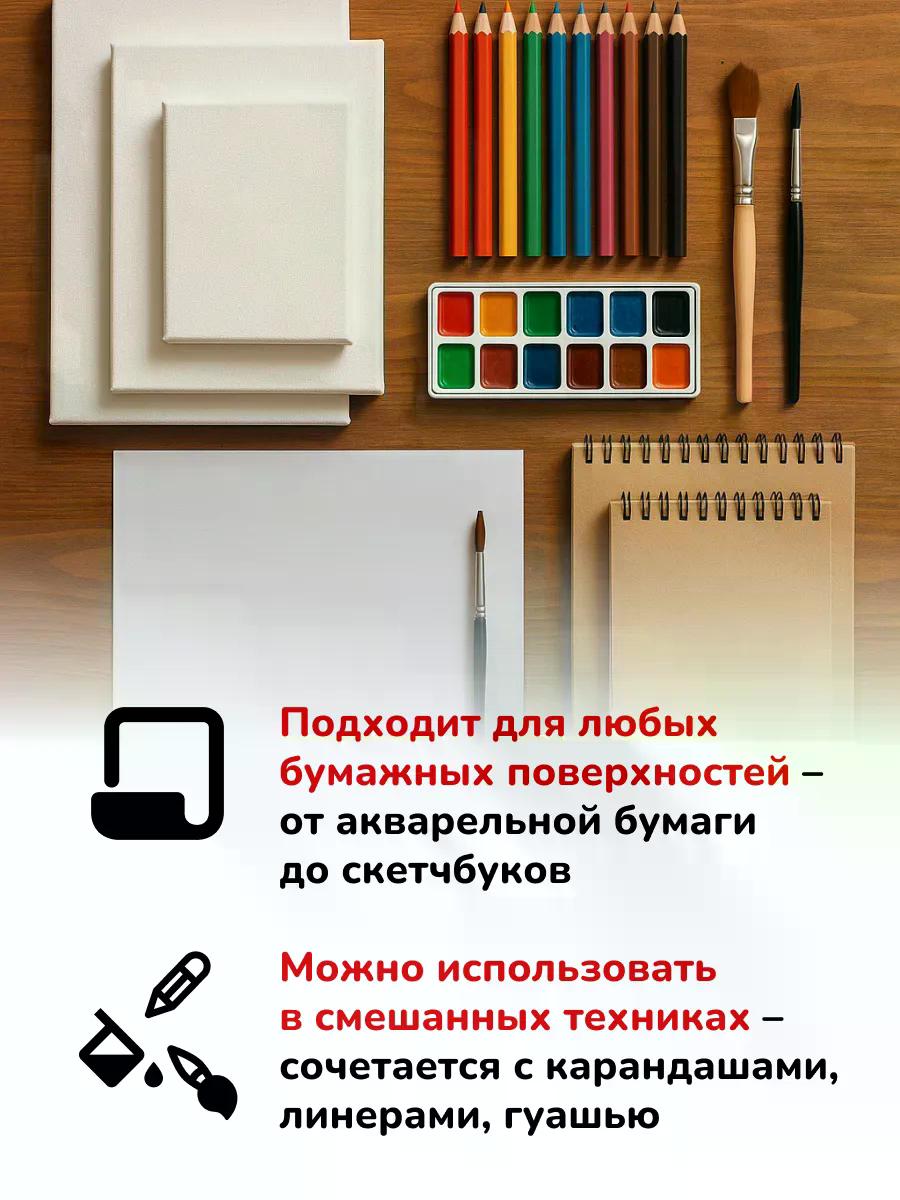 Подходит для любых
бумажных поверхностей –
от акварельной бумаги
до скетчбуков
Можно использовать
в смешанных техниках –
сочетается с карандашами,
линерами, гуашью